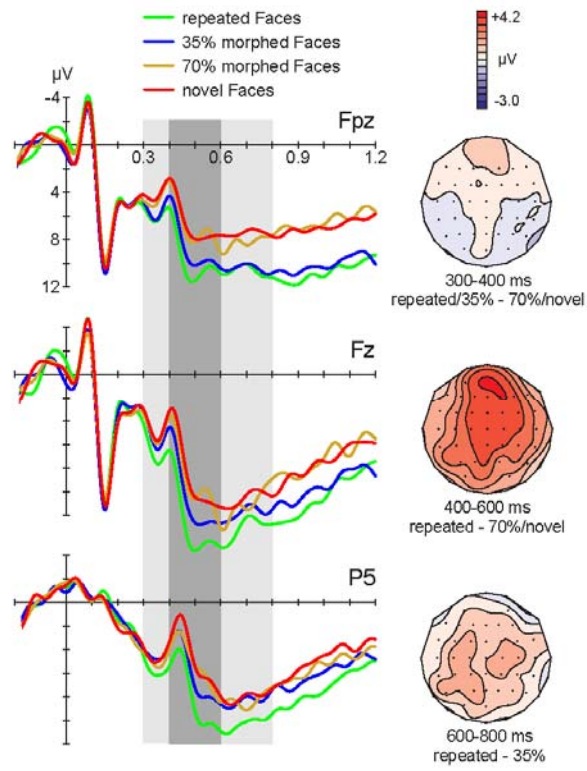 repeated Faces
35% morphed Faces
70% morphed Faces
novel Faces
+4.2
µV
-3.0
µV
-4
4
8
12
Fpz
0.3
0.6
0.9
1.2
300-400 ms
repeated/35% - 70%/novel
Fz
400-600 ms
repeated - 70%/novel
P5
600-800 ms
repeated - 35%